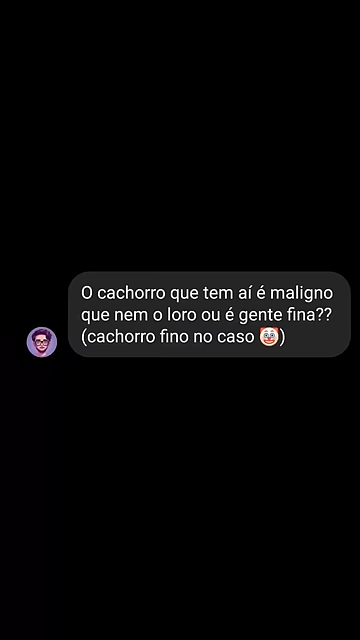 O cachorro que tem aí é maligno
que nem o loro ou é gente fina??
(cachorro fino no caso 🤡)